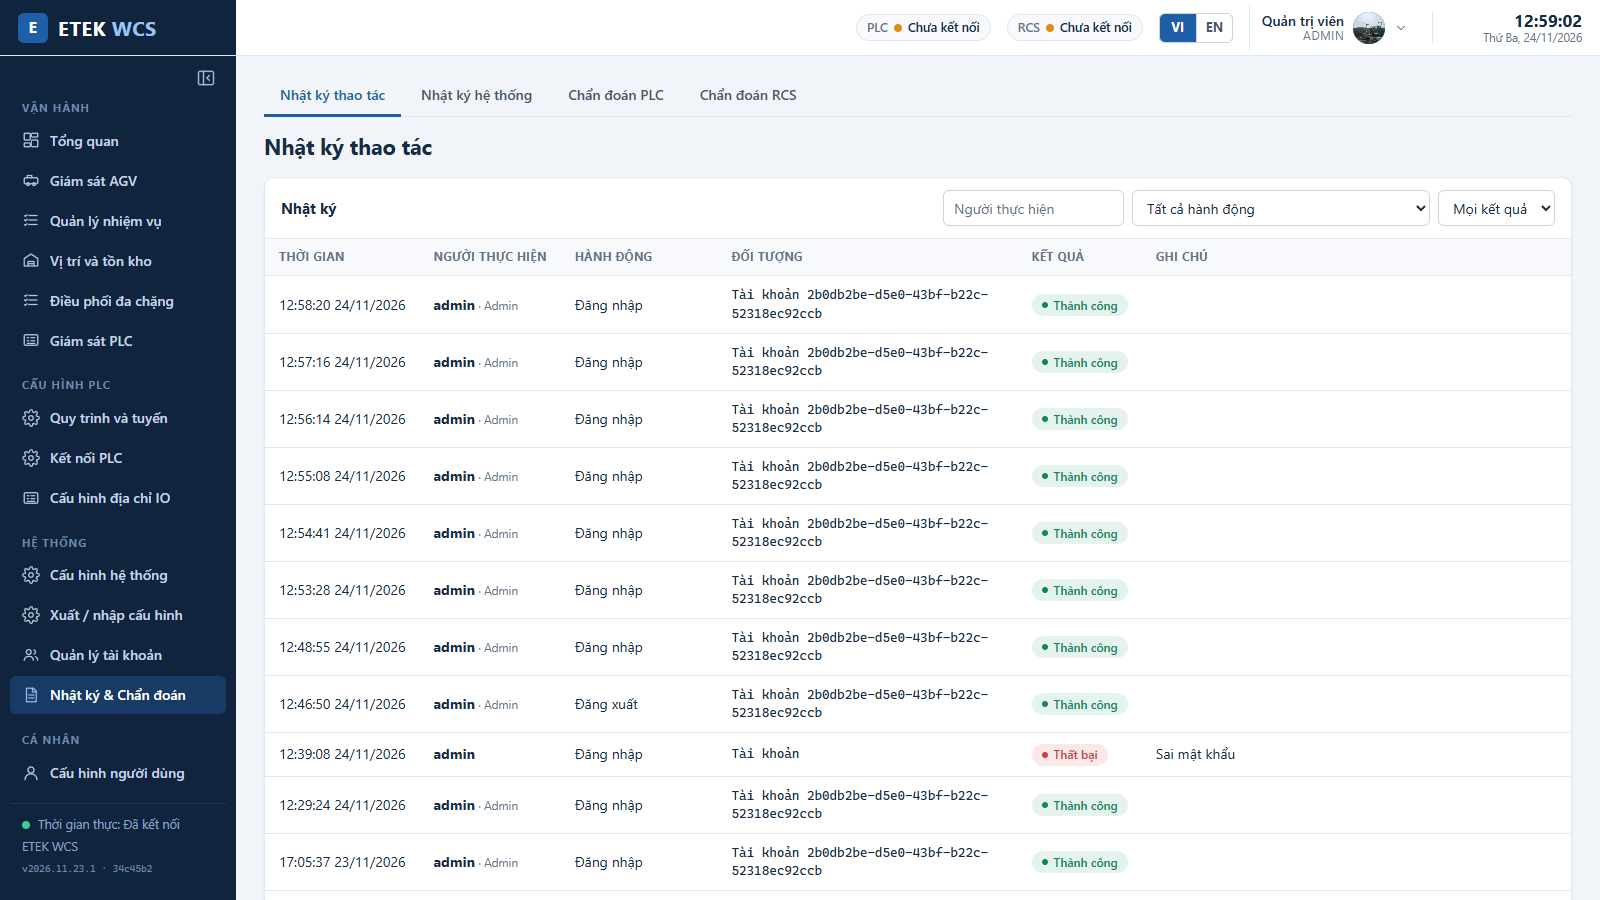 E ETEK WCS
PLC Chưa kết nối
RCS Chưa kết nối
VI EN
Quản trị viên
ADMIN
12:59:02
Thứ Ba, 24/11/2026
VẬN HÀNH
Tổng quan
Giám sát AGV
Quản lý nhiệm vụ
Vị trí và tồn kho
Điều phối đa chặng
Giám sát PLC
CẤU HÌNH PLC
Quy trình và tuyến
Kết nối PLC
Cấu hình địa chỉ IO
HỆ THỐNG
Cấu hình hệ thống
Xuất / nhập cấu hình
Quản lý tài khoản
Nhật ký & Chẩn đoán
CÁ NHÂN
Cấu hình người dùng
Thời gian thực: Đã kết nối
ETEK WCS
v2026.11.23.1 · 34c45b2
Nhật ký thao tác Nhật ký hệ thống Chẩn đoán PLC Chẩn đoán RCS
Nhật ký thao tác
Nhật ký
Người thực hiện Tất cả hành động Mọi kết quả
THỜI GIAN NGƯỜI THỰC HIỆN HÀNH ĐỘNG ĐỐI TƯỢNG KẾT QUẢ GHI CHÚ
12:58:20 24/11/2026 admin · Admin Đăng nhập Tài khoản 2b0db2be-d5e0-43bf-b22c-
52318ec92ccb Thành công
12:57:16 24/11/2026 admin · Admin Đăng nhập Tài khoản 2b0db2be-d5e0-43bf-b22c-
52318ec92ccb Thành công
12:56:14 24/11/2026 admin · Admin Đăng nhập Tài khoản 2b0db2be-d5e0-43bf-b22c-
52318ec92ccb Thành công
12:55:08 24/11/2026 admin · Admin Đăng nhập Tài khoản 2b0db2be-d5e0-43bf-b22c-
52318ec92ccb Thành công
12:54:41 24/11/2026 admin · Admin Đăng nhập Tài khoản 2b0db2be-d5e0-43bf-b22c-
52318ec92ccb Thành công
12:53:28 24/11/2026 admin · Admin Đăng nhập Tài khoản 2b0db2be-d5e0-43bf-b22c-
52318ec92ccb Thành công
12:48:55 24/11/2026 admin · Admin Đăng nhập Tài khoản 2b0db2be-d5e0-43bf-b22c-
52318ec92ccb Thành công
12:46:50 24/11/2026 admin · Admin Đăng xuất Tài khoản 2b0db2be-d5e0-43bf-b22c-
52318ec92ccb Thành công
12:39:08 24/11/2026 admin Đăng nhập Tài khoản Thất bại Sai mật khẩu
12:29:24 24/11/2026 admin · Admin Đăng nhập Tài khoản 2b0db2be-d5e0-43bf-b22c-
52318ec92ccb Thành công
17:05:37 23/11/2026 admin · Admin Đăng nhập Tài khoản 2b0db2be-d5e0-43bf-b22c-
52318ec92ccb Thành công